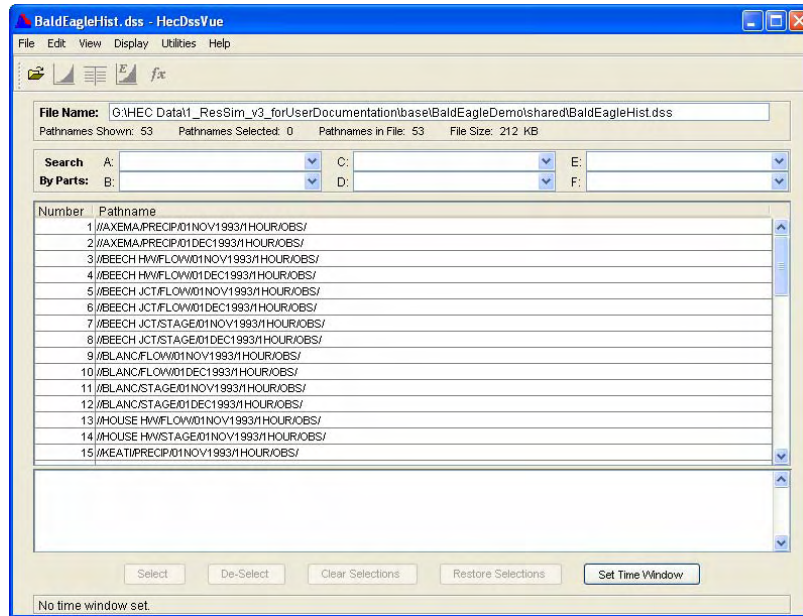 BaldEagleHist.dss - HecDssVue
File Edit View Display Utilities Help
E fx
File Name: G:\HEC Data\1_ResSim_v3_forUserDocumentation\base\BaldEagleDemo\shared\BaldEagleHist.dss
Pathnames Shown: 53 Pathnames Selected: 0 Pathnames in File: 53 File Size: 212 KB
Search A: C: E:
By Parts: B: D: F:
Number Pathname
1 //AXEMA/PRECIP/01NOV1993/1HOUR/OBS/
2 //AXEMA/PRECIP/01DEC1993/1HOUR/OBS/
3 //BEECH HW/FLOW/01NOV1993/1HOUR/OBS/
4 //BEECH HW/FLOW/01DEC1993/1HOUR/OBS/
5 //BEECH JCT/FLOW/01NOV1993/1HOUR/OBS/
6 //BEECH JCT/FLOW/01DEC1993/1HOUR/OBS/
7 //BEECH JCT/STAGE/01NOV1993/1HOUR/OBS/
8 //BEECH JCT/STAGE/01DEC1993/1HOUR/OBS/
9 //BLANC/FLOW/01NOV1993/1HOUR/OBS/
10 //BLANC/FLOW/01DEC1993/1HOUR/OBS/
11 //BLANC/STAGE/01NOV1993/1HOUR/OBS/
12 //BLANC/STAGE/01DEC1993/1HOUR/OBS/
13 //HOUSE HW/FLOW/01NOV1993/1HOUR/OBS/
14 //HOUSE HW/STAGE/01NOV1993/1HOUR/OBS/
15 //KEATI/PRECIP/01NOV1993/1HOUR/OBS/
Select De-Select Clear Selections Restore Selections Set Time Window
No time window set.